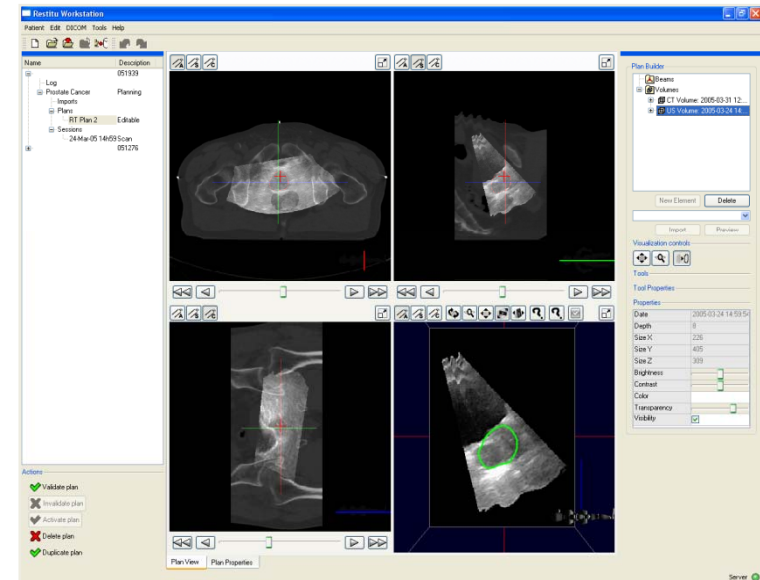 Restitu Workstation
Patient Edit DICOM Tools Help
Name Desciption
051939
Log
Prostate Cancer Planning
Imports
Plans
RT Plan 2 Editable
Sessions
24-Mar-05 14h59 Scan
051276
Actions
Validate plan
Invalidate plan
Activate plan
Delete plan
Duplicate plan
Plan View Plan Properties
Plan Builder
Beams
Volumes
CT Volume: 2005-03-31 12:...
US Volume: 2005-03-24 14:...
New Element Delete
Import Preview
Visualization controls
Tools
Tool Properties
Properties
Date 2005-03-24 14:59:54
Depth 8
Size X 226
Size Y 405
Size Z 309
Brightness
Contrast
Color
Transparency
Visibility
Server